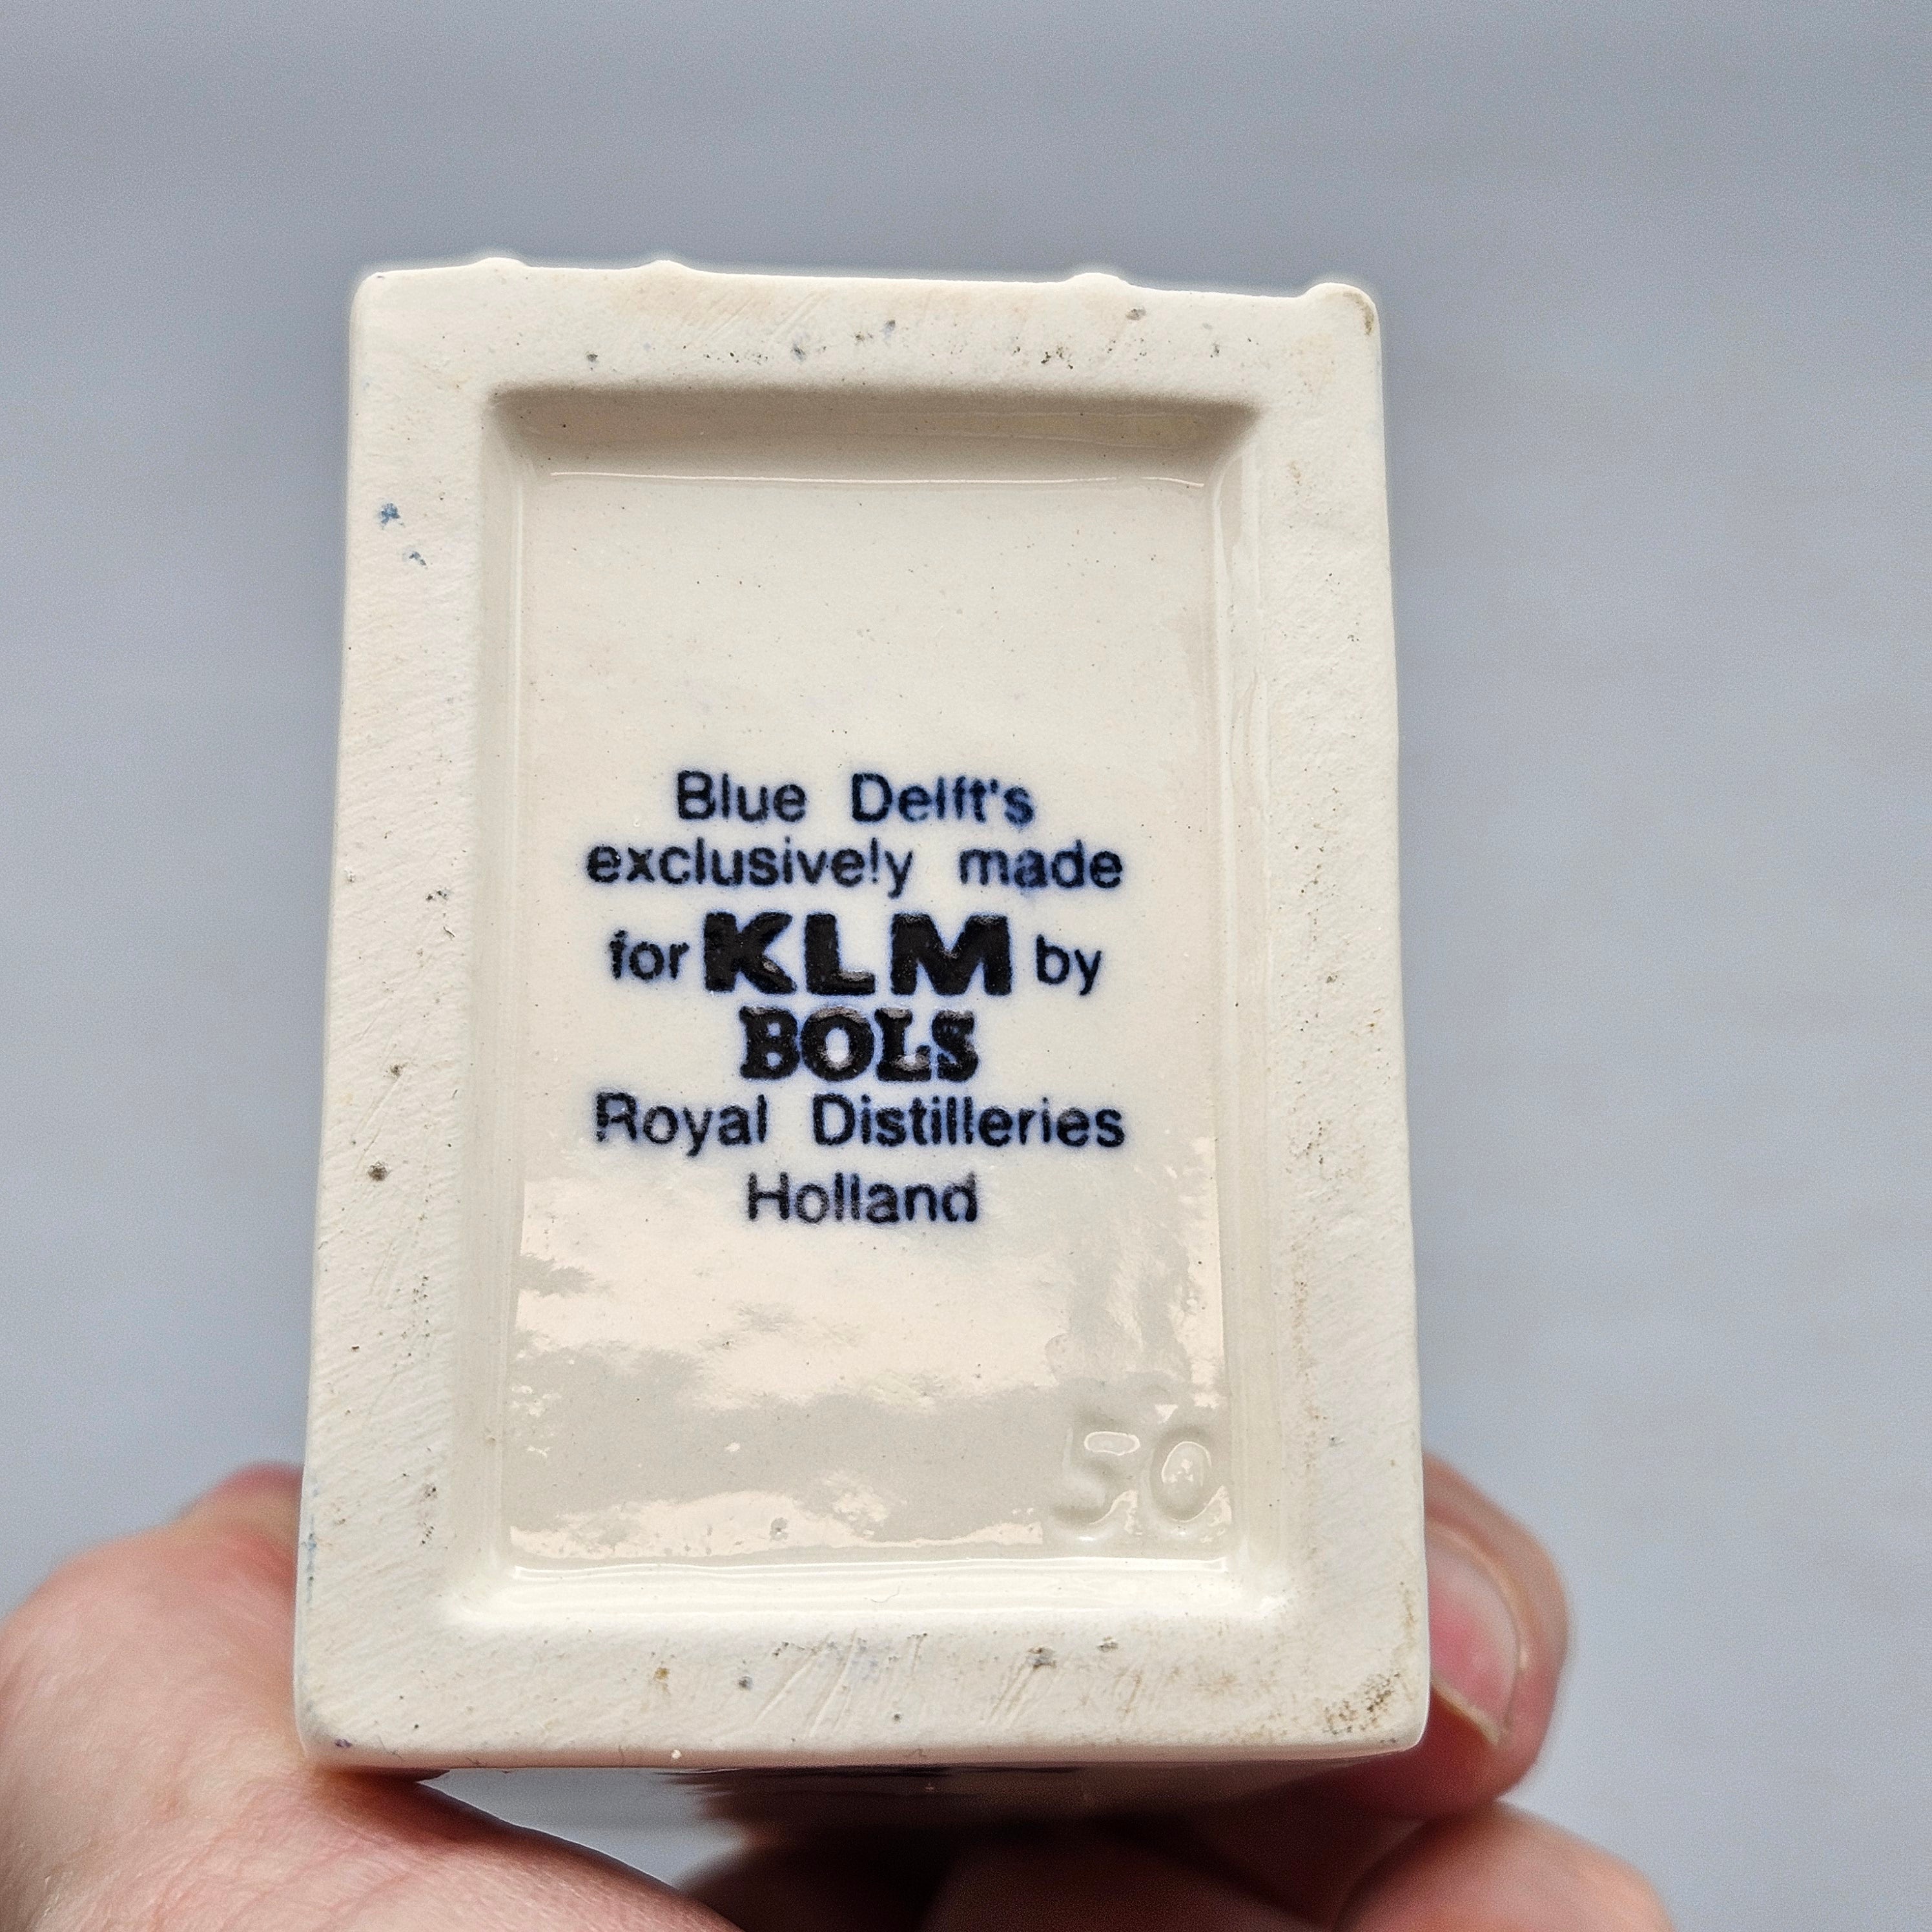 Blue Delft's
exclusively made
for KLM by
BOLS
Royal Distilleries
Holland
50